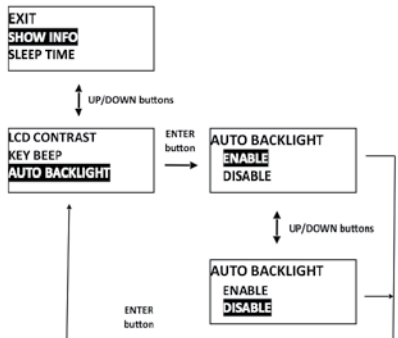 EXIT
SHOW INFO
SLEEP TIME
UP/DOWN buttons
LCD CONTRAST
KEY BEEP
AUTO BACKLIGHT
ENTER
button
AUTO BACKLIGHT
ENABLE
DISABLE
UP/DOWN buttons
AUTO BACKLIGHT
ENABLE
DISABLE
ENTER
button